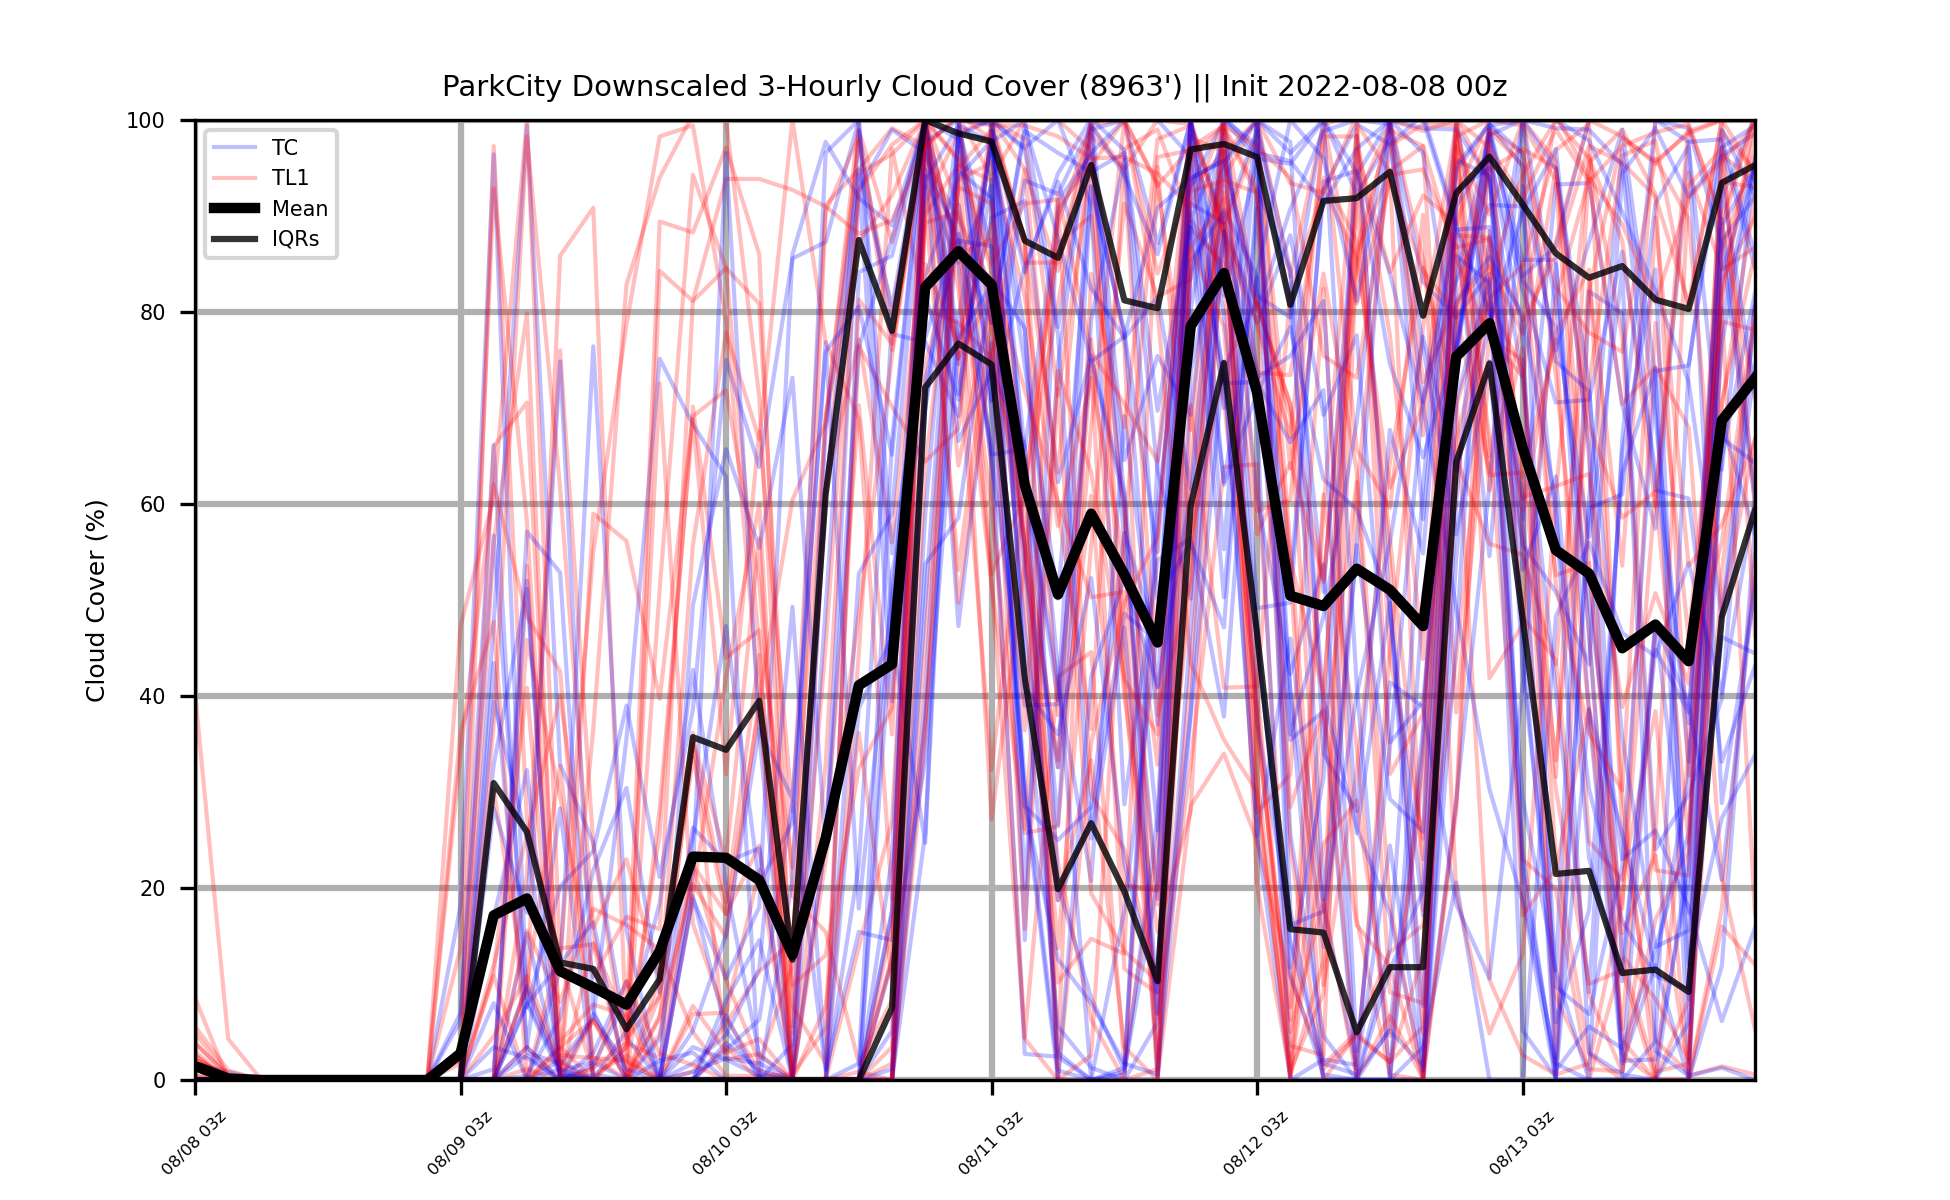 ParkCity Downscaled 3-Hourly Cloud Cover (8963') || Init 2022-08-08 00z
TC
TL1
Mean
IQRs
Cloud Cover (%)
100
80
60
40
20
0
08/08 03z
08/09 03z
08/10 03z
08/11 03z
08/12 03z
08/13 03z